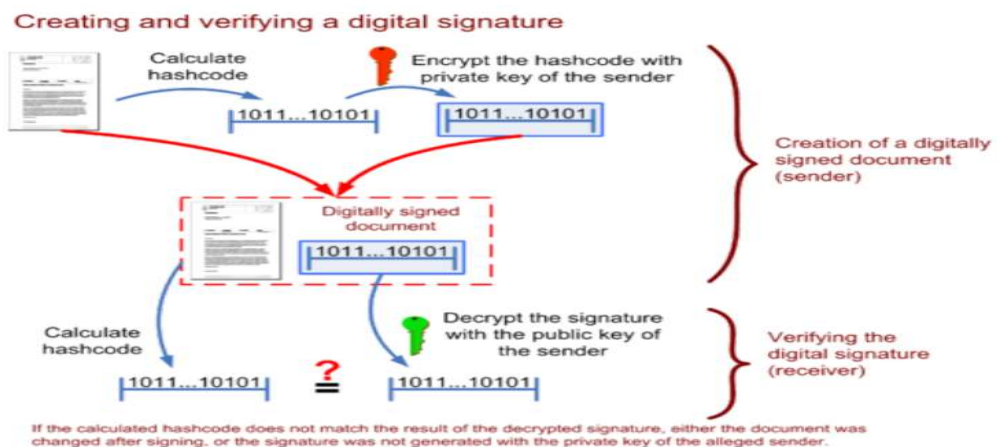 Creating and verifying a digital signature
Calculate
hashcode
Encrypt the hashcode with
private key of the sender
1011...10101
1011...10101
Creation of a digitally
signed document
(sender)
Digitally signed
document
1011...10101
Calculate
hashcode
Decrypt the signature
with the public key of
the sender
Verifying the
digital signature
(receiver)
1011...10101
?
=
1011...10101
If the calculated hashcode does not match the result of the decrypted signature, either the document was
changed after signing, or the signature was not generated with the private key of the alleged sender.